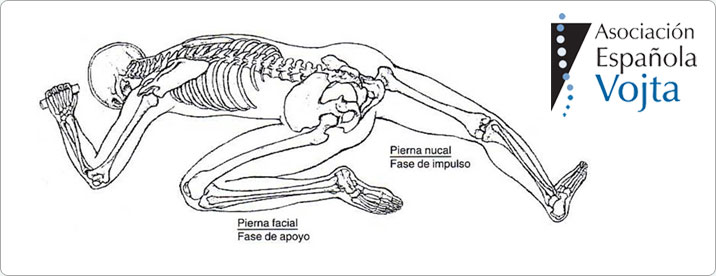 Asociación
Española
Vojta
Pierna nucal
Fase de impulso
Pierna facial
Fase de apoyo